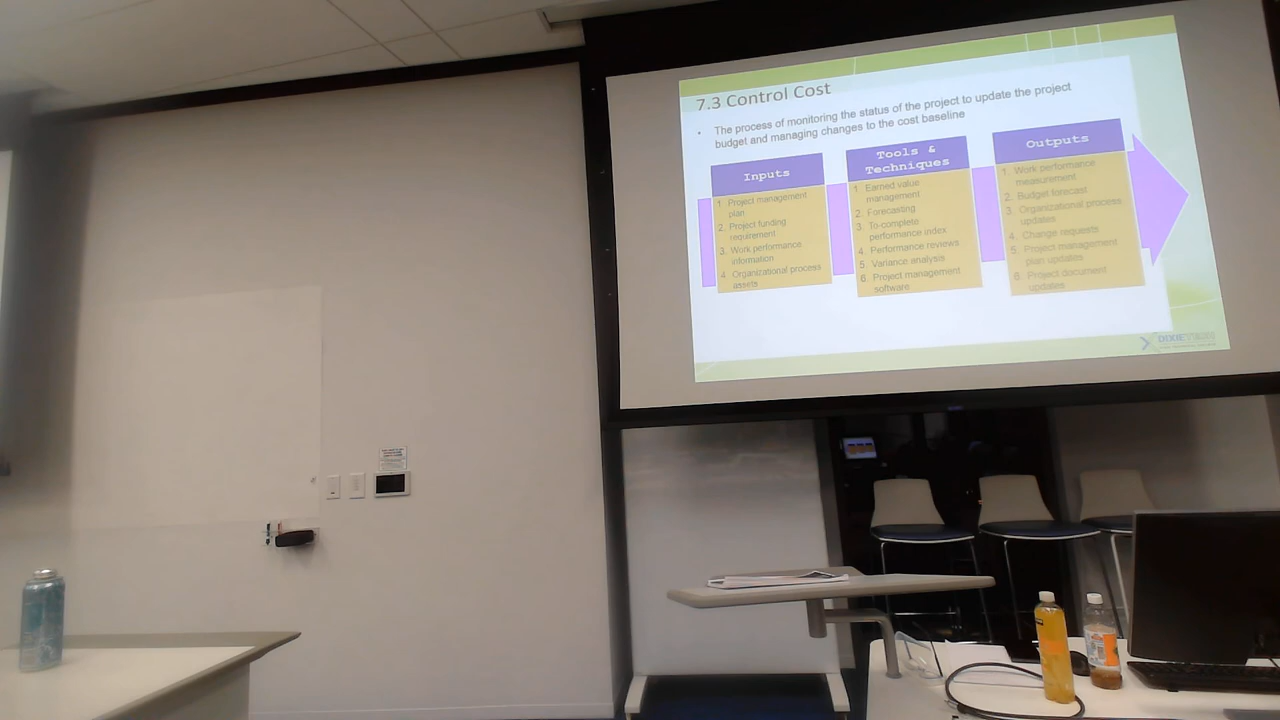 7.3 Control Cost
• The process of monitoring the status of the project to update the project
budget and managing changes to the cost baseline
Inputs
1 Project management
plan
2. Project funding
requirement
3. Work performance
information
4 Organizational process
assets
Tools &
Techniques
1 Earned value
management
2. Forecasting
3. To-complete
performance index
4. Performance reviews
5 Variance analysis
6. Project management
software
Outputs
1. Work performance
measurement
2. Budget forecast
3. Organizational process
updates
4. Change requests
5 Project management
plan updates
6. Project document
updates
DIXIE